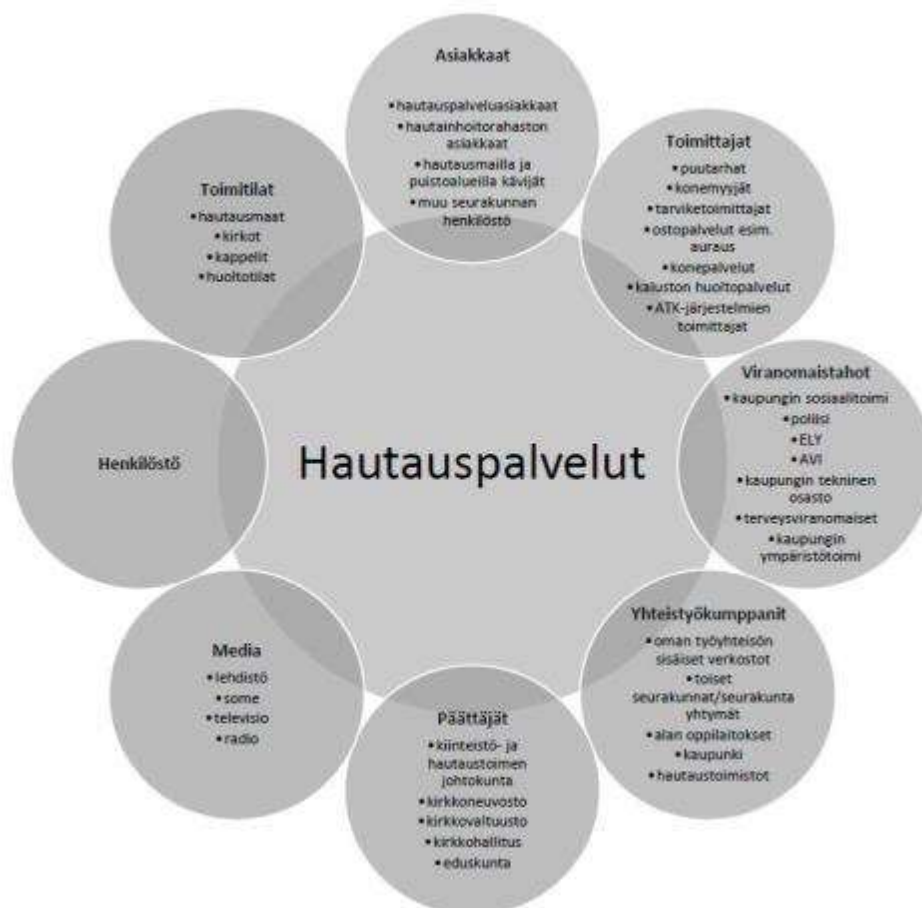 Asiakkaat
•hautauspalveluasiakkaat
•hautainhoitorahaston
asiakkaat
•hautausmailla ja
puistoalueilla kävijät
•muu seurakunnan
henkilöstö
Toimittajat
•puutarhat
•konemyyjät
•tarviketoimittajat
•ostopalvelut esim.
auraus
•konepalvelut
•kaluston huoltopalvelut
•ATK-järjestelmien
toimittajat
Viranomaistahot
•kaupungin sosiaalitoimi
•poliisi
•ELY
•AVI
•kaupungin tekninen
osasto
•terveysviranomaiset
•kaupungin
ympäristötoimi
Yhteistyökumppanit
•oman työyhteisön
sisäiset verkostot
•toiset
seurakunnat/seurakunta
yhtymät
•alan oppilaitokset
•kaupunki
•hautaustoimistot
Päättäjät
•kiinteistö- ja
hautaustoimen
johtokunta
•kirkkoneuvosto
•kirkkovaltuusto
•kirkkohallitus
•eduskunta
Media
•lehdistö
•some
•televisio
•radio
Henkilöstö
Toimitilat
•hautausmaat
•kirkot
•kappelit
•huoltotilat
Hautauspalvelut